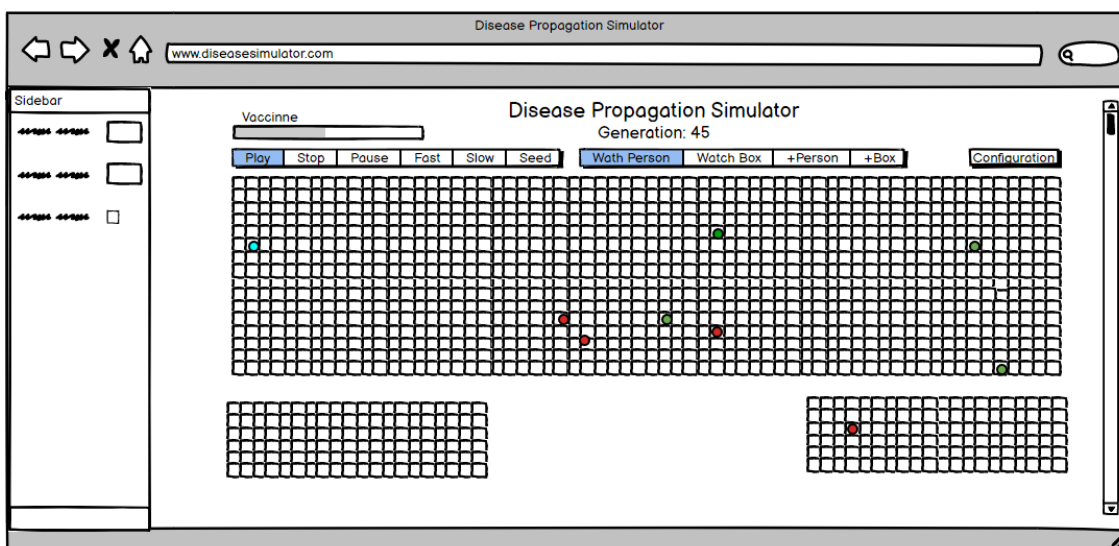 Disease Propagation Simulator
www.diseasesimulator.com
Sidebar
Disease Propagation Simulator
Vaccinne
Generation: 45
Play Stop Pause Fast Slow Seed Wath Person Watch Box +Person +Box Configuration